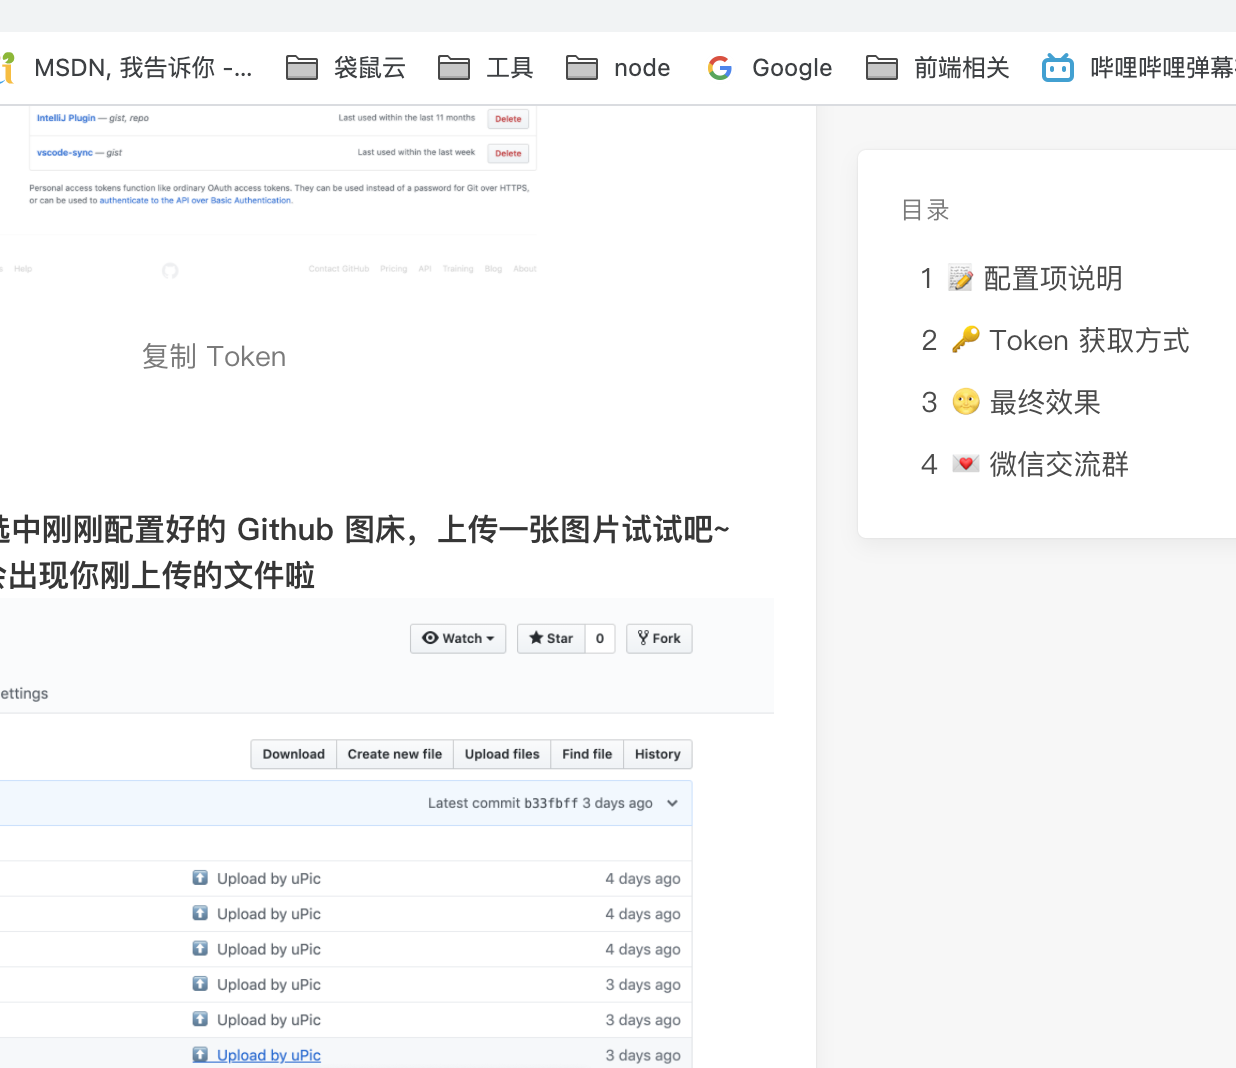 MSDN, 我告诉你 -... 袋鼠云 工具 node Google 前端相关 哔哩哔哩弹幕
IntelliJ Plugin — gist, repo Last used within the last 11 months Delete
vscode-sync — gist Last used within the last week Delete
Personal access tokens function like ordinary OAuth access tokens. They can be used instead of a password for Git over HTTPS,
or can be used to authenticate to the API over Basic Authentication.
Help Contact GitHub Pricing API Training Blog About
复制 Token
选中刚刚配置好的 Github 图床，上传一张图片试试吧~
会出现你刚上传的文件啦
Watch Star 0 Fork
ettings
Download Create new file Upload files Find file History
Latest commit b33fbff 3 days ago
Upload by uPic 4 days ago
Upload by uPic 4 days ago
Upload by uPic 4 days ago
Upload by uPic 3 days ago
Upload by uPic 3 days ago
Upload by uPic 3 days ago
目录
1 📝 配置项说明
2 🔑 Token 获取方式
3 🌝 最终效果
4 💌 微信交流群